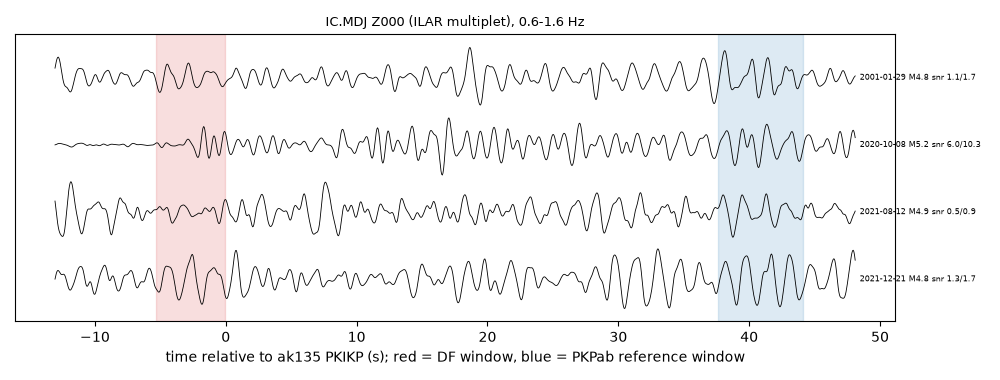 IC.MDJ Z000 (ILAR multiplet), 0.6-1.6 Hz
2001-01-29 M4.8 snr 1.1/1.7
2020-10-08 M5.2 snr 6.0/10.3
2021-08-12 M4.9 snr 0.5/0.9
2021-12-21 M4.8 snr 1.3/1.7
−10 0 10 20 30 40 50
time relative to ak135 PKIKP (s); red = DF window, blue = PKPab reference window